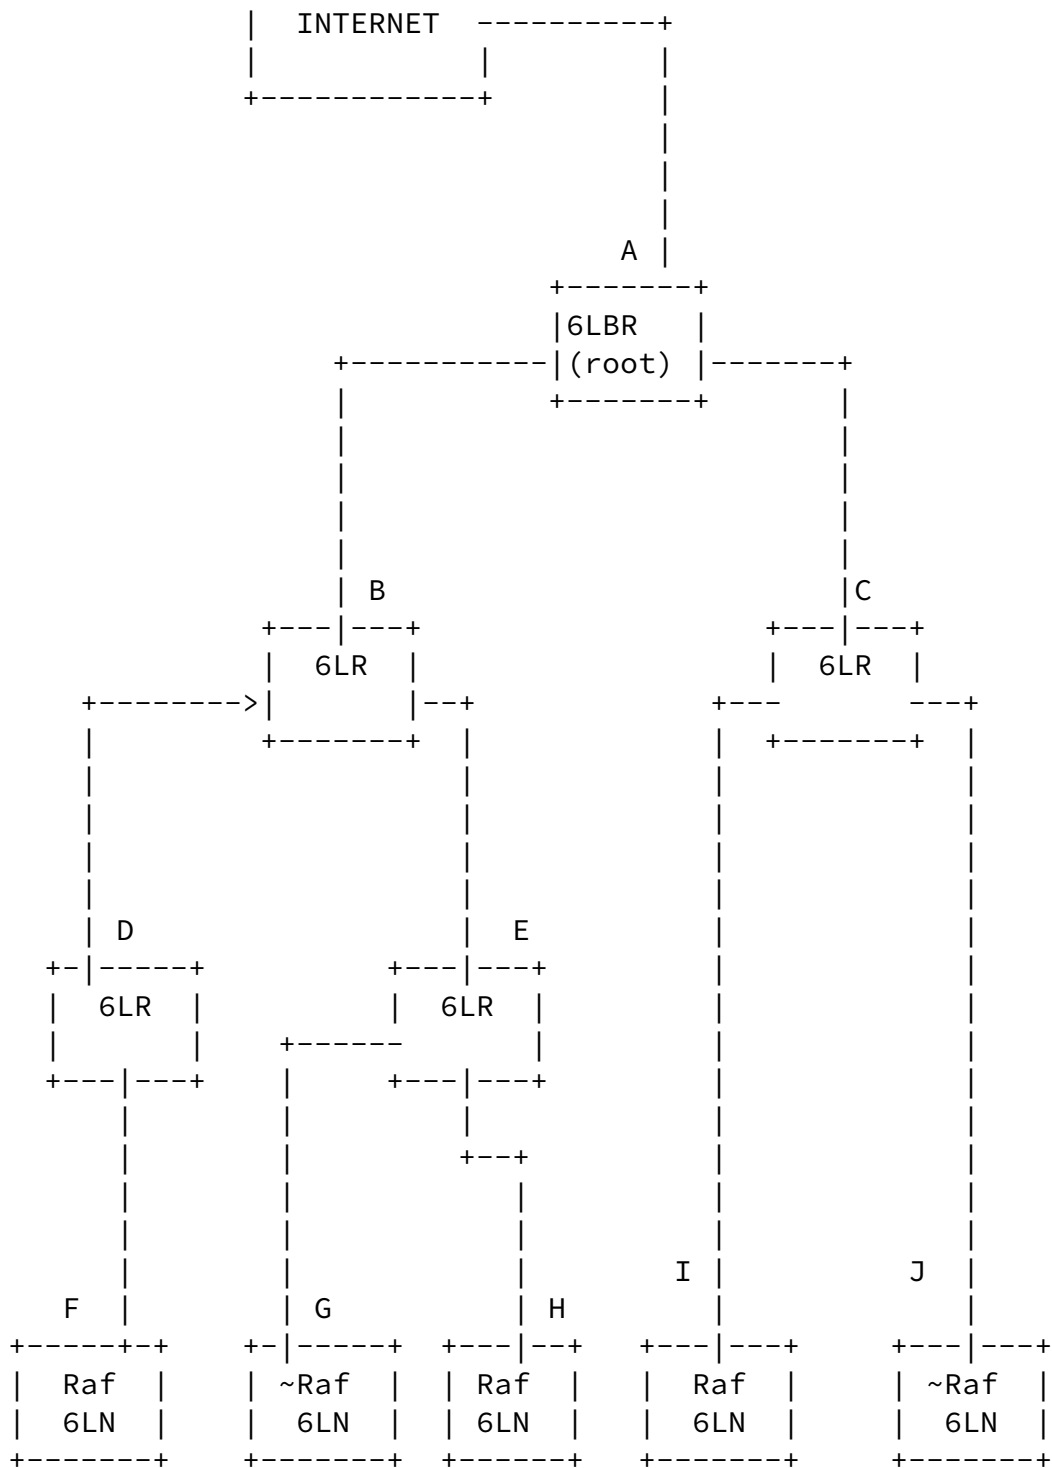 INTERNET
A
6LBR
(root)
B C
6LR 6LR
D E
6LR 6LR
I J
F G H
Raf ~Raf Raf Raf ~Raf
6LN 6LN 6LN 6LN 6LN